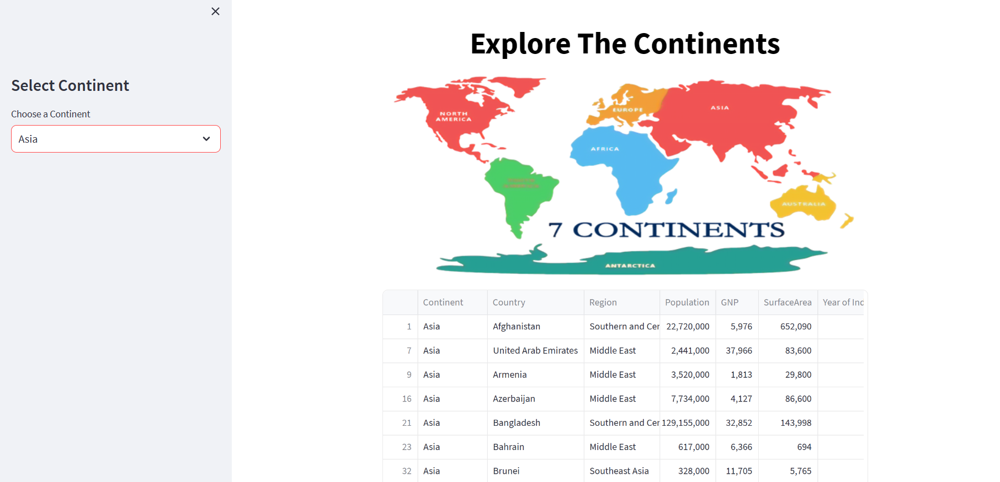 Select Continent
Choose a Continent
Asia
Explore The Continents
NORTH
AMERICA
EUROPE
ASIA
AFRICA
AUSTRALIA
7 CONTINENTS
ANTARCTICA
Continent Country Region Population GNP SurfaceArea Year of Ind
1 Asia Afghanistan Southern and Cen 22,720,000 5,976 652,090
7 Asia United Arab Emirates Middle East 2,441,000 37,966 83,600
9 Asia Armenia Middle East 3,520,000 1,813 29,800
16 Asia Azerbaijan Middle East 7,734,000 4,127 86,600
21 Asia Bangladesh Southern and Cen 129,155,000 32,852 143,998
23 Asia Bahrain Middle East 617,000 6,366 694
32 Asia Brunei Southeast Asia 328,000 11,705 5,765